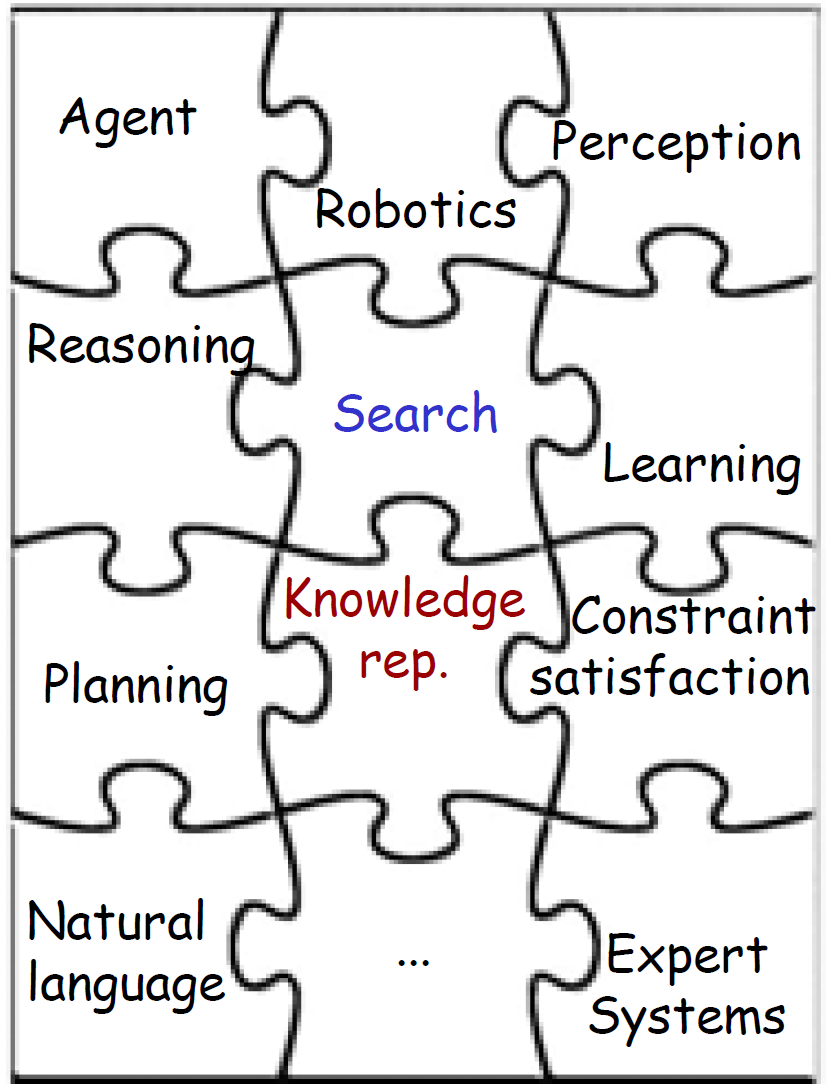 Agent
Robotics
Perception
Reasoning
Search
Learning
Planning
Knowledge
rep.
Constraint
satisfaction
Natural
language
...
Expert
Systems